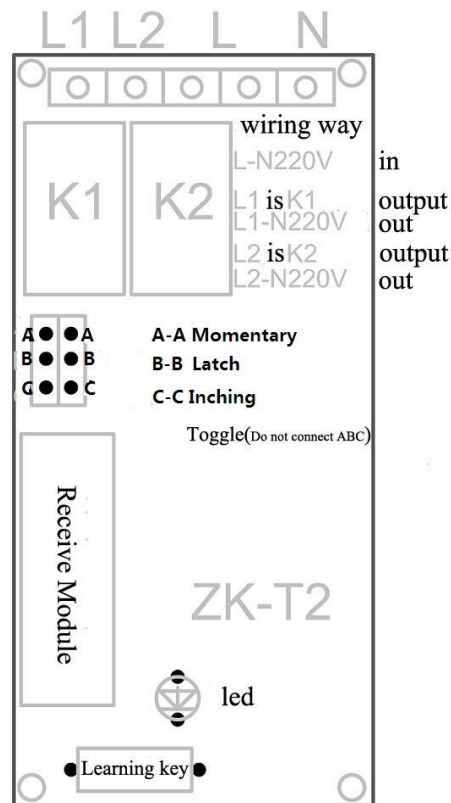 L1 L2 L N
wiring way
L-N220V in
K1 K2
L1 is K1 output
L1-N220V out
L2 is K2 output
L2-N220V out
A A A-A Momentary
B B B-B Latch
C C C-C Inching
Toggle(Do not connect ABC)
Receive Module
ZK-T2
led
Learning key